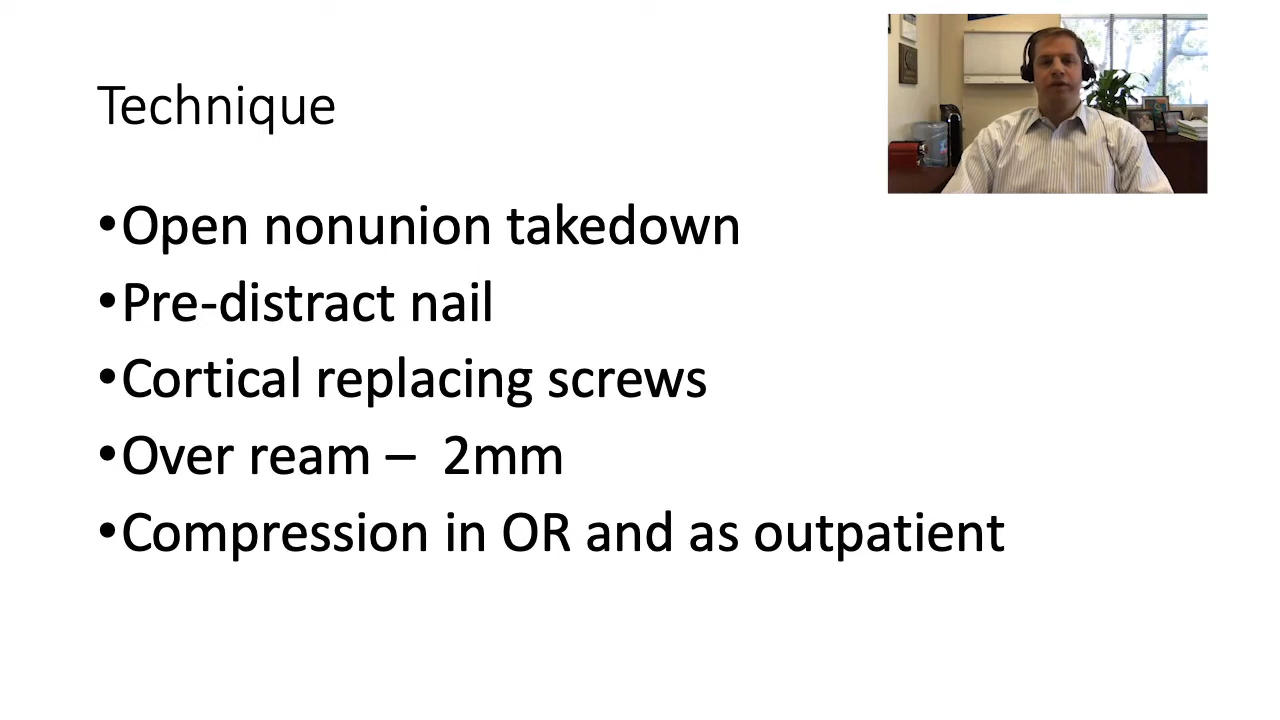 Technique
•Open nonunion takedown
•Pre-distract nail
•Cortical replacing screws
•Over ream – 2mm
•Compression in OR and as outpatient